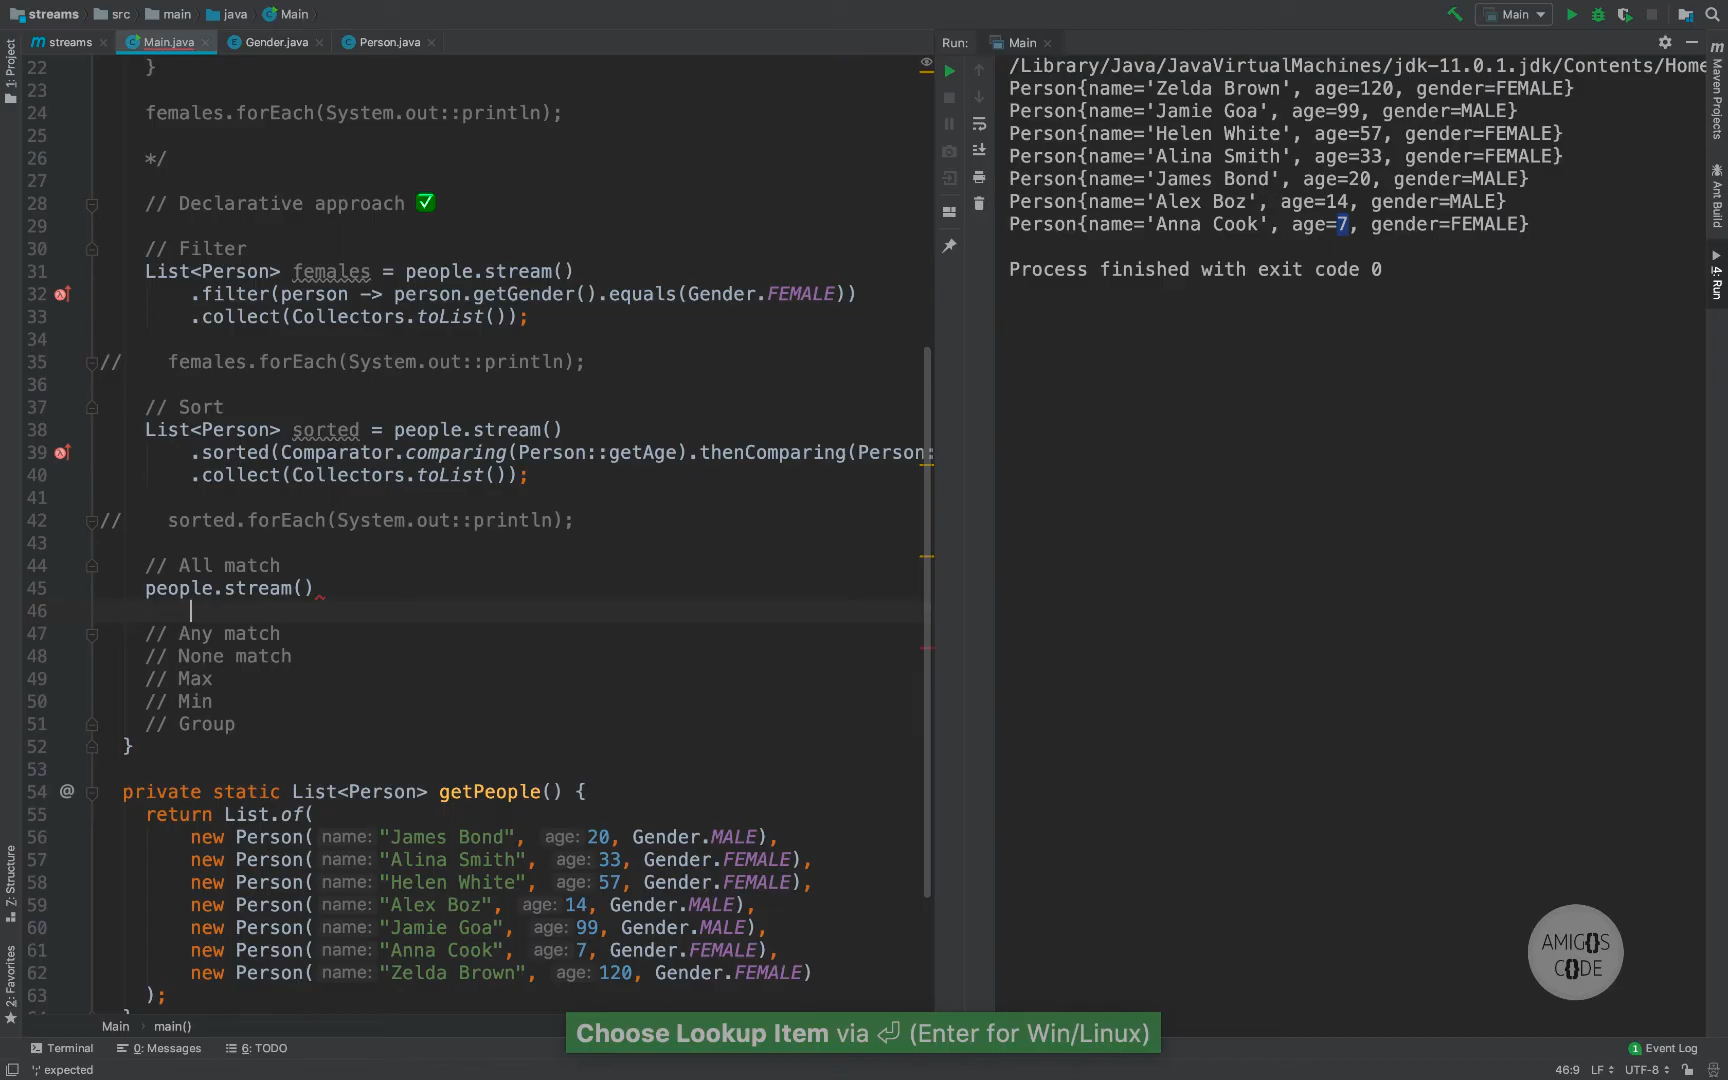 streams src main java Main
Main
streams Main.java Gender.java Person.java
Run: Main
1: Project
Z: Structure
2: Favorites
Maven Projects
Ant Build
4: Run
22 }
23
24 females.forEach(System.out::println);
25
26 */
27
28 // Declarative approach ✅
29
30 // Filter
31 List<Person> females = people.stream()
32 .filter(person -> person.getGender().equals(Gender.FEMALE))
33 .collect(Collectors.toList());
34
35 // females.forEach(System.out::println);
36
37 // Sort
38 List<Person> sorted = people.stream()
39 .sorted(Comparator.comparing(Person::getAge).thenComparing(Person:
40 .collect(Collectors.toList());
41
42 // sorted.forEach(System.out::println);
43
44 // All match
45 people.stream()
46
47 // Any match
48 // None match
49 // Max
50 // Min
51 // Group
52 }
53
54 @ private static List<Person> getPeople() {
55 return List.of(
56 new Person( name: "James Bond", age: 20, Gender.MALE),
57 new Person( name: "Alina Smith", age: 33, Gender.FEMALE),
58 new Person( name: "Helen White", age: 57, Gender.FEMALE),
59 new Person( name: "Alex Boz", age: 14, Gender.MALE),
60 new Person( name: "Jamie Goa", age: 99, Gender.MALE),
61 new Person( name: "Anna Cook", age: 7, Gender.FEMALE),
62 new Person( name: "Zelda Brown", age: 120, Gender.FEMALE)
63 );
/Library/Java/JavaVirtualMachines/jdk-11.0.1.jdk/Contents/Home
Person{name='Zelda Brown', age=120, gender=FEMALE}
Person{name='Jamie Goa', age=99, gender=MALE}
Person{name='Helen White', age=57, gender=FEMALE}
Person{name='Alina Smith', age=33, gender=FEMALE}
Person{name='James Bond', age=20, gender=MALE}
Person{name='Alex Boz', age=14, gender=MALE}
Person{name='Anna Cook', age=7, gender=FEMALE}
Process finished with exit code 0
AMIG{}S
C{}DE
Main main()
Choose Lookup Item via ⏎ (Enter for Win/Linux)
Terminal 0: Messages 6: TODO
1 Event Log
';' expected
46:9 LF UTF-8